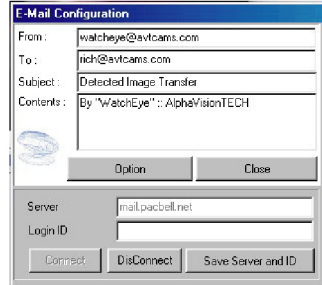 E-Mail Configuration
From : watcheye@avtcams.com
To : rich@avtcams.com
Subject : Detected Image Transfer
Contents : By "WatchEye" :: AlphaVisionTECH
Option Close
Server mail.pacbell.net
Login ID
Connect DisConnect Save Server and ID